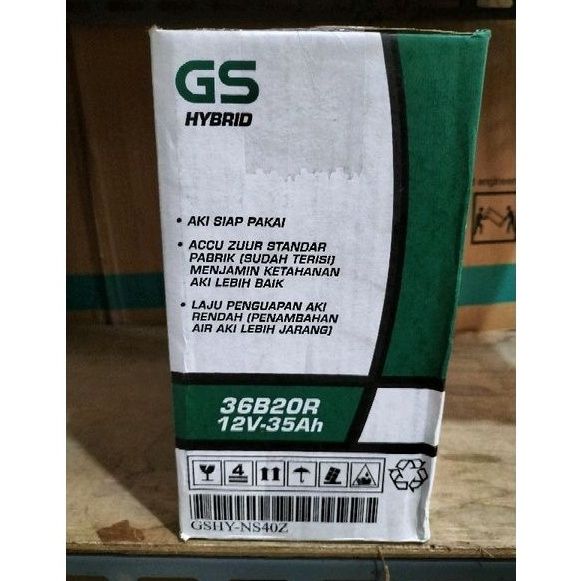 GS
HYBRID
• AKI SIAP PAKAI
• ACCU ZUUR STANDAR
PABRIK (SUDAH TERISI)
MENJAMIN KETAHANAN
AKI LEBIH BAIK
• LAJU PENGUAPAN AKI
RENDAH (PENAMBAHAN
AIR AKI LEBIH JARANG)
36B20R
12V-35Ah
4
GSHY-NS40Z
engineer